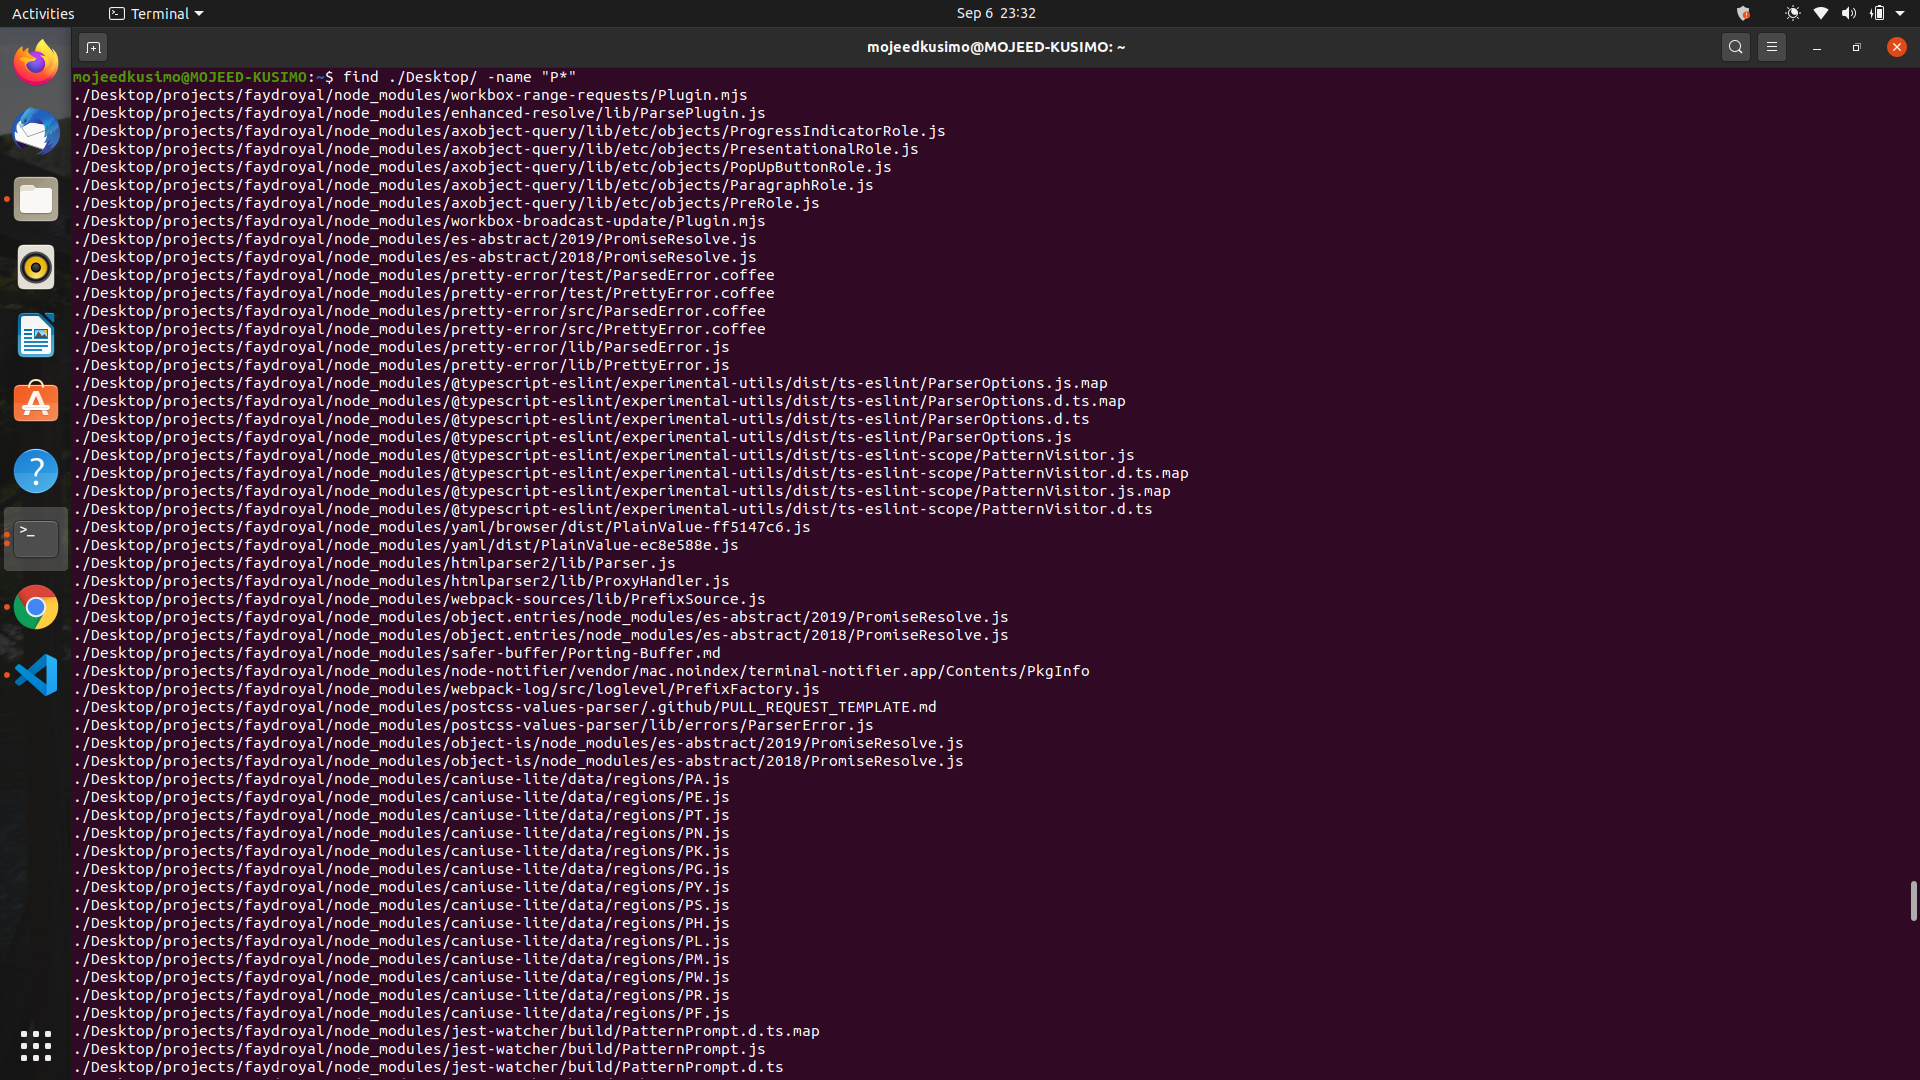 Activities
Terminal
Sep 6 23:32
mojeedkusimo@MOJEED-KUSIMO: ~
mojeedkusimo@MOJEED-KUSIMO:~$ find ./Desktop/ -name "P*"
./Desktop/projects/faydroyal/node_modules/workbox-range-requests/Plugin.mjs
./Desktop/projects/faydroyal/node_modules/enhanced-resolve/lib/ParsePlugin.js
./Desktop/projects/faydroyal/node_modules/axobject-query/lib/etc/objects/ProgressIndicatorRole.js
./Desktop/projects/faydroyal/node_modules/axobject-query/lib/etc/objects/PresentationalRole.js
./Desktop/projects/faydroyal/node_modules/axobject-query/lib/etc/objects/PopUpButtonRole.js
./Desktop/projects/faydroyal/node_modules/axobject-query/lib/etc/objects/ParagraphRole.js
./Desktop/projects/faydroyal/node_modules/axobject-query/lib/etc/objects/PreRole.js
./Desktop/projects/faydroyal/node_modules/workbox-broadcast-update/Plugin.mjs
./Desktop/projects/faydroyal/node_modules/es-abstract/2019/PromiseResolve.js
./Desktop/projects/faydroyal/node_modules/es-abstract/2018/PromiseResolve.js
./Desktop/projects/faydroyal/node_modules/pretty-error/test/ParsedError.coffee
./Desktop/projects/faydroyal/node_modules/pretty-error/test/PrettyError.coffee
./Desktop/projects/faydroyal/node_modules/pretty-error/src/ParsedError.coffee
./Desktop/projects/faydroyal/node_modules/pretty-error/src/PrettyError.coffee
./Desktop/projects/faydroyal/node_modules/pretty-error/lib/ParsedError.js
./Desktop/projects/faydroyal/node_modules/pretty-error/lib/PrettyError.js
./Desktop/projects/faydroyal/node_modules/@typescript-eslint/experimental-utils/dist/ts-eslint/ParserOptions.js.map
./Desktop/projects/faydroyal/node_modules/@typescript-eslint/experimental-utils/dist/ts-eslint/ParserOptions.d.ts.map
./Desktop/projects/faydroyal/node_modules/@typescript-eslint/experimental-utils/dist/ts-eslint/ParserOptions.d.ts
./Desktop/projects/faydroyal/node_modules/@typescript-eslint/experimental-utils/dist/ts-eslint/ParserOptions.js
./Desktop/projects/faydroyal/node_modules/@typescript-eslint/experimental-utils/dist/ts-eslint-scope/PatternVisitor.js
./Desktop/projects/faydroyal/node_modules/@typescript-eslint/experimental-utils/dist/ts-eslint-scope/PatternVisitor.d.ts.map
./Desktop/projects/faydroyal/node_modules/@typescript-eslint/experimental-utils/dist/ts-eslint-scope/PatternVisitor.js.map
./Desktop/projects/faydroyal/node_modules/@typescript-eslint/experimental-utils/dist/ts-eslint-scope/PatternVisitor.d.ts
./Desktop/projects/faydroyal/node_modules/yaml/browser/dist/PlainValue-ff5147c6.js
./Desktop/projects/faydroyal/node_modules/yaml/dist/PlainValue-ec8e588e.js
./Desktop/projects/faydroyal/node_modules/htmlparser2/lib/Parser.js
./Desktop/projects/faydroyal/node_modules/htmlparser2/lib/ProxyHandler.js
./Desktop/projects/faydroyal/node_modules/webpack-sources/lib/PrefixSource.js
./Desktop/projects/faydroyal/node_modules/object.entries/node_modules/es-abstract/2019/PromiseResolve.js
./Desktop/projects/faydroyal/node_modules/object.entries/node_modules/es-abstract/2018/PromiseResolve.js
./Desktop/projects/faydroyal/node_modules/safer-buffer/Porting-Buffer.md
./Desktop/projects/faydroyal/node_modules/node-notifier/vendor/mac.noindex/terminal-notifier.app/Contents/PkgInfo
./Desktop/projects/faydroyal/node_modules/webpack-log/src/loglevel/PrefixFactory.js
./Desktop/projects/faydroyal/node_modules/postcss-values-parser/.github/PULL_REQUEST_TEMPLATE.md
./Desktop/projects/faydroyal/node_modules/postcss-values-parser/lib/errors/ParserError.js
./Desktop/projects/faydroyal/node_modules/object-is/node_modules/es-abstract/2019/PromiseResolve.js
./Desktop/projects/faydroyal/node_modules/object-is/node_modules/es-abstract/2018/PromiseResolve.js
./Desktop/projects/faydroyal/node_modules/caniuse-lite/data/regions/PA.js
./Desktop/projects/faydroyal/node_modules/caniuse-lite/data/regions/PE.js
./Desktop/projects/faydroyal/node_modules/caniuse-lite/data/regions/PT.js
./Desktop/projects/faydroyal/node_modules/caniuse-lite/data/regions/PN.js
./Desktop/projects/faydroyal/node_modules/caniuse-lite/data/regions/PK.js
./Desktop/projects/faydroyal/node_modules/caniuse-lite/data/regions/PG.js
./Desktop/projects/faydroyal/node_modules/caniuse-lite/data/regions/PY.js
./Desktop/projects/faydroyal/node_modules/caniuse-lite/data/regions/PS.js
./Desktop/projects/faydroyal/node_modules/caniuse-lite/data/regions/PH.js
./Desktop/projects/faydroyal/node_modules/caniuse-lite/data/regions/PL.js
./Desktop/projects/faydroyal/node_modules/caniuse-lite/data/regions/PM.js
./Desktop/projects/faydroyal/node_modules/caniuse-lite/data/regions/PW.js
./Desktop/projects/faydroyal/node_modules/caniuse-lite/data/regions/PR.js
./Desktop/projects/faydroyal/node_modules/caniuse-lite/data/regions/PF.js
./Desktop/projects/faydroyal/node_modules/jest-watcher/build/PatternPrompt.d.ts.map
./Desktop/projects/faydroyal/node_modules/jest-watcher/build/PatternPrompt.js
./Desktop/projects/faydroyal/node_modules/jest-watcher/build/PatternPrompt.d.ts